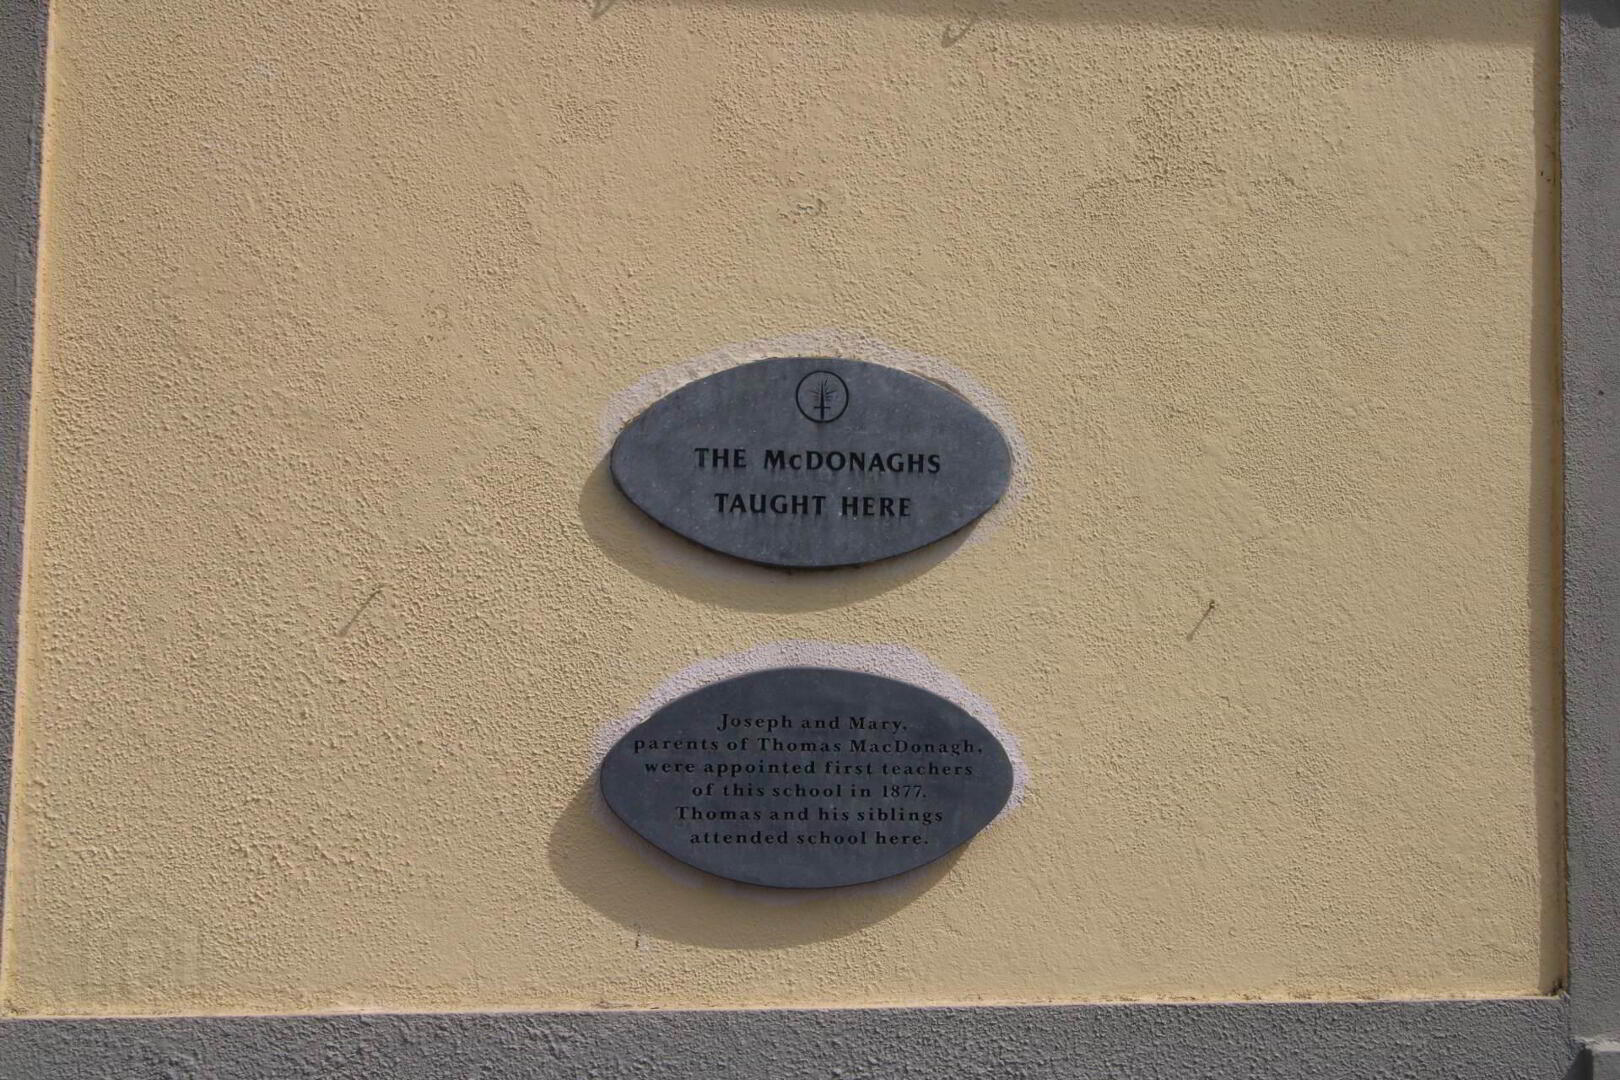 THE McDONAGHS
TAUGHT HERE
Joseph and Mary,
parents of Thomas MacDonagh,
were appointed first teachers
of this school in 1877.
Thomas and his siblings
attended school here.